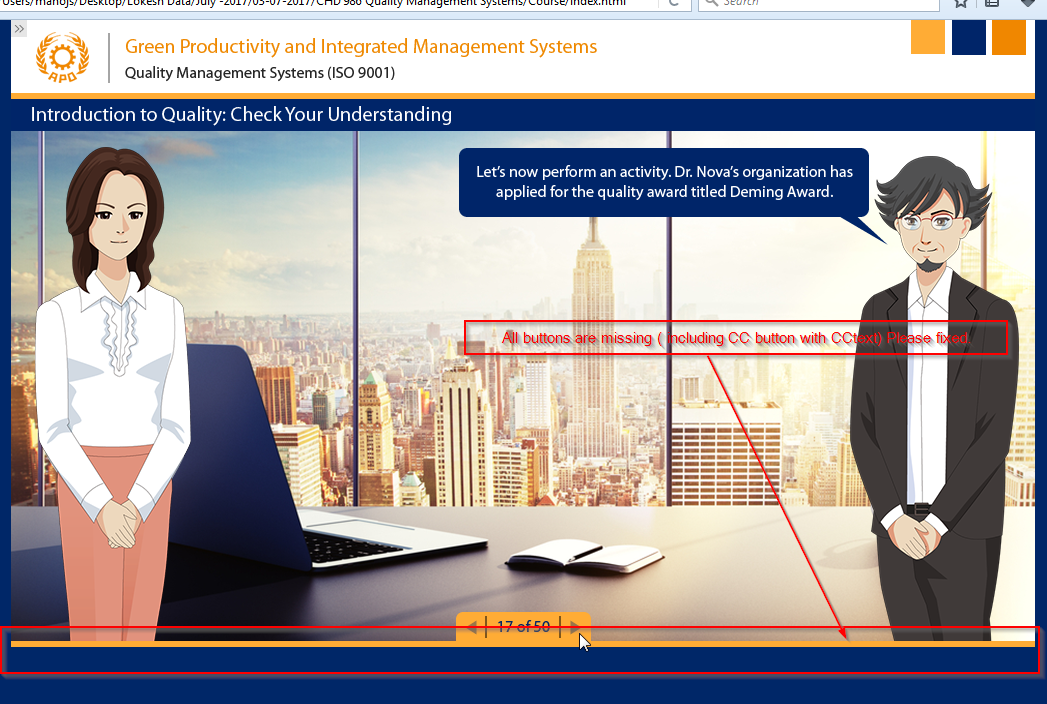 Users/manojs/Desktop/Lokesh Data/July -2017/03-07-2017/CHD 986 Quality Management Systems/Course/index.html
Search
APO
Green Productivity and Integrated Management Systems
Quality Management Systems (ISO 9001)
Introduction to Quality: Check Your Understanding
Let's now perform an activity. Dr. Nova's organization has
applied for the quality award titled Deming Award.
All buttons are missing ( including CC button with CCtext) Please fixed.
17 of 50